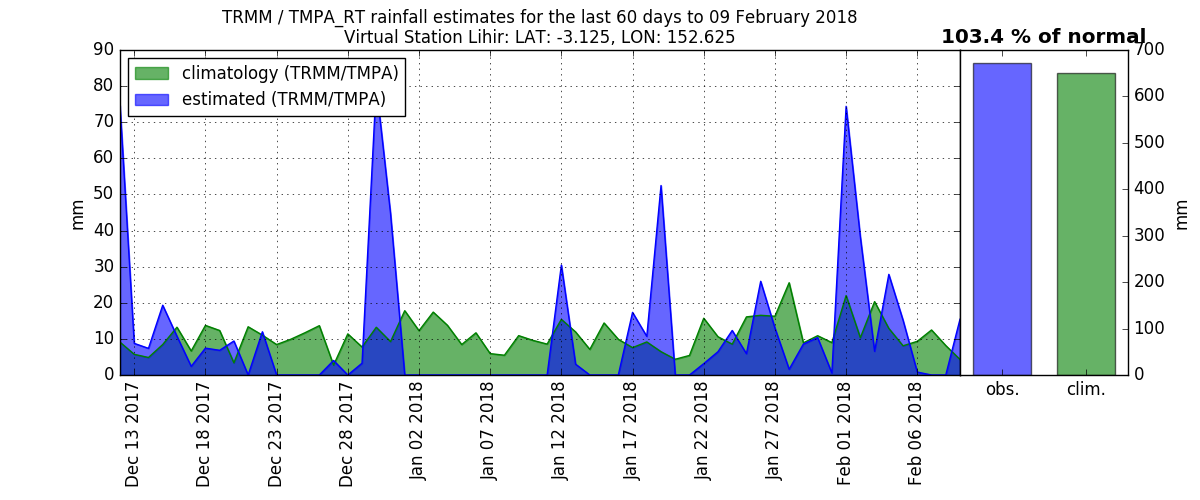 TRMM / TMPA_RT rainfall estimates for the last 60 days to 09 February 2018
Virtual Station Lihir: LAT: -3.125, LON: 152.625
103.4 % of normal
climatology (TRMM/TMPA)
estimated (TRMM/TMPA)
90
80
70
60
50
40
30
20
10
0
mm
Dec 13 2017
Dec 18 2017
Dec 23 2017
Dec 28 2017
Jan 02 2018
Jan 07 2018
Jan 12 2018
Jan 17 2018
Jan 22 2018
Jan 27 2018
Feb 01 2018
Feb 06 2018
obs.
clim.
700
600
500
400
300
200
100
0
mm